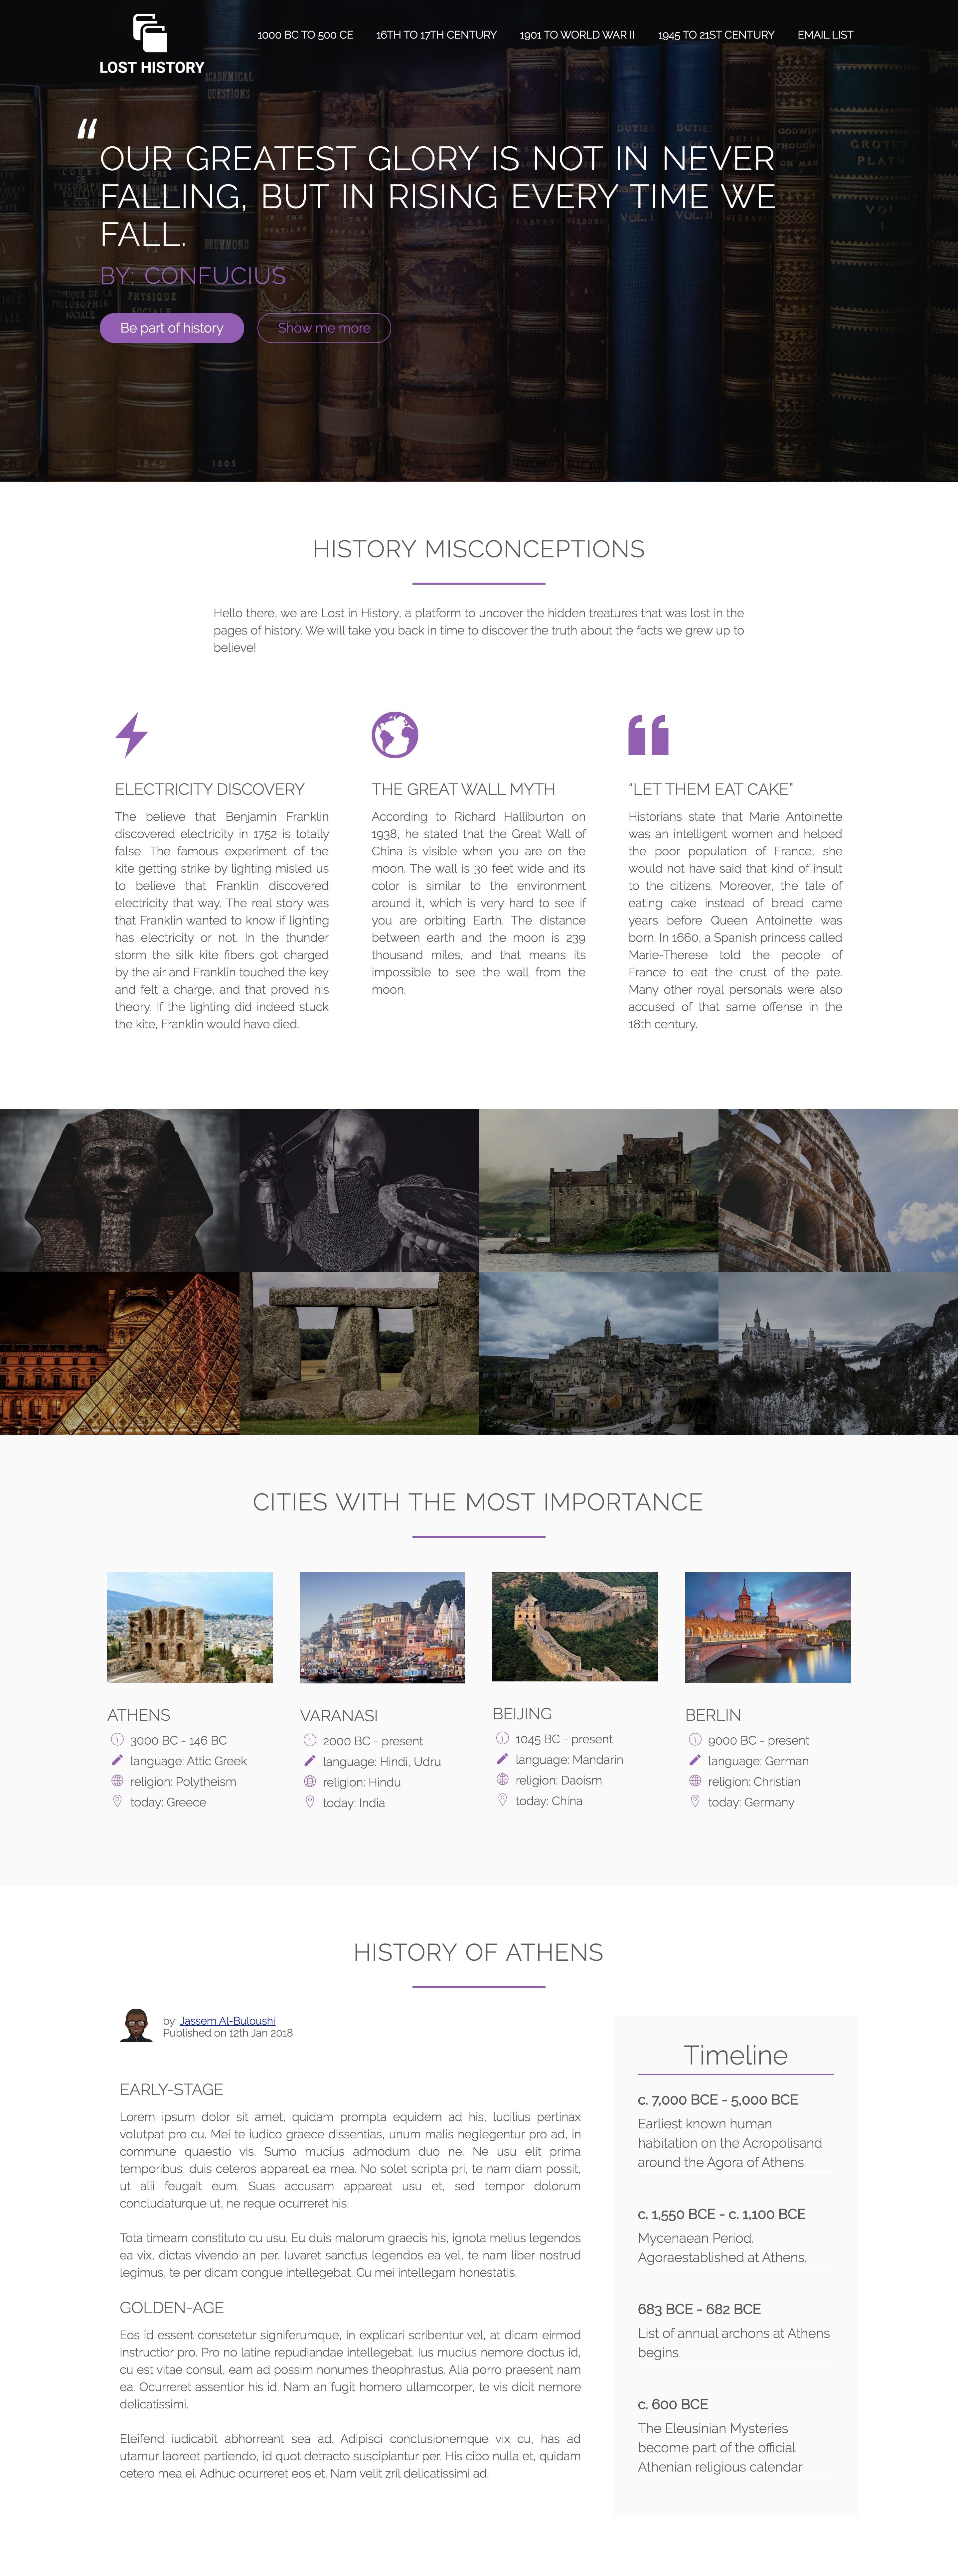 1000 BC TO 500 CE 16TH TO 17TH CENTURY 1901 TO WORLD WAR II 1945 TO 21ST CENTURY EMAIL LIST
LOST HISTORY
ACADEMICAL
QUESTIONS
“
OUR GREATEST GLORY IS NOT IN NEVER
FALLING, BUT IN RISING EVERY TIME WE
FALL.
BY: CONFUCIUS
Be part of history Show me more
DUTIES DUTIES
GODWIN
GROTE'S
PLATO
VOL. I VOL. II
VOL. I
DRUMMOND
PHYSIQUE
SOCIALE
1842 1805
HISTORY MISCONCEPTIONS
Hello there, we are Lost in History, a platform to uncover the hidden treatures that was lost in the
pages of history. We will take you back in time to discover the truth about the facts we grew up to
believe!
ELECTRICITY DISCOVERY
The believe that Benjamin Franklin
discovered electricity in 1752 is totally
false. The famous experiment of the
kite getting strike by lighting misled us
to believe that Franklin discovered
electricity that way. The real story was
that Franklin wanted to know if lighting
has electricity or not. In the thunder
storm the silk kite fibers got charged
by the air and Franklin touched the key
and felt a charge, and that proved his
theory. If the lighting did indeed stuck
the kite, Franklin would have died.
THE GREAT WALL MYTH
According to Richard Halliburton on
1938, he stated that the Great Wall of
China is visible when you are on the
moon. The wall is 30 feet wide and its
color is similar to the environment
around it, which is very hard to see if
you are orbiting Earth. The distance
between earth and the moon is 239
thousand miles, and that means its
impossible to see the wall from the
moon.
“LET THEM EAT CAKE”
Historians state that Marie Antoinette
was an intelligent women and helped
the poor population of France, she
would not have said that kind of insult
to the citizens. Moreover, the tale of
eating cake instead of bread came
years before Queen Antoinette was
born. In 1660, a Spanish princess called
Marie-Therese told the people of
France to eat the crust of the pate.
Many other royal personals were also
accused of that same offense in the
18th century.
CITIES WITH THE MOST IMPORTANCE
ATHENS
3000 BC - 146 BC
language: Attic Greek
religion: Polytheism
today: Greece
VARANASI
2000 BC - present
language: Hindi, Udru
religion: Hindu
today: India
BEIJING
1045 BC - present
language: Mandarin
religion: Daoism
today: China
BERLIN
9000 BC - present
language: German
religion: Christian
today: Germany
HISTORY OF ATHENS
by: Jassem Al-Buloushi
Published on 12th Jan 2018
EARLY-STAGE
Lorem ipsum dolor sit amet, quidam prompta equidem ad his, lucilius pertinax
volutpat pro cu. Mei te iudico graece dissentias, unum malis neglegentur pro ad, in
commune quaestio vis. Sumo mucius admodum duo ne. Ne usu elit prima
temporibus, duis ceteros appareat ea mea. No solet scripta pri, te nam diam possit,
ut alii feugait eum. Suas accusam appareat usu et, sed tempor dolorum
concludaturque ut, ne reque ocurreret his.
Tota timeam constituto cu usu. Eu duis malorum graecis his, ignota melius legendos
ea vix, dictas vivendo an per. Iuvaret sanctus legendos ea vel, te nam liber nostrud
legimus, te per dicam congue intellegebat. Cu mei intellegam honestatis.
GOLDEN-AGE
Eos id essent consetetur signiferumque, in explicari scribentur vel, at dicam eirmod
instructior pro. Pro no latine repudiandae intellegebat. Ius mucius nemore doctus id,
cu est vitae consul, eam ad possim nonumes theophrastus. Alia porro praesent nam
ea. Ocurreret assentior his id. Nam an fugit homero ullamcorper, te vis dicit nemore
delicatissimi.
Eleifend iudicabit abhorreant sea ad. Adipisci conclusionemque vix cu, has ad
utamur laoreet partiendo, id quot detracto suscipiantur per. His cibo nulla et, quidam
cetero mea ei. Adhuc ocurreret eos et. Nam velit zril delicatissimi ad.
Timeline
c. 7,000 BCE - 5,000 BCE
Earliest known human
habitation on the Acropolisand
around the Agora of Athens.
c. 1,550 BCE - c. 1,100 BCE
Mycenaean Period.
Agoraestablished at Athens.
683 BCE - 682 BCE
List of annual archons at Athens
begins.
c. 600 BCE
The Eleusinian Mysteries
become part of the official
Athenian religious calendar